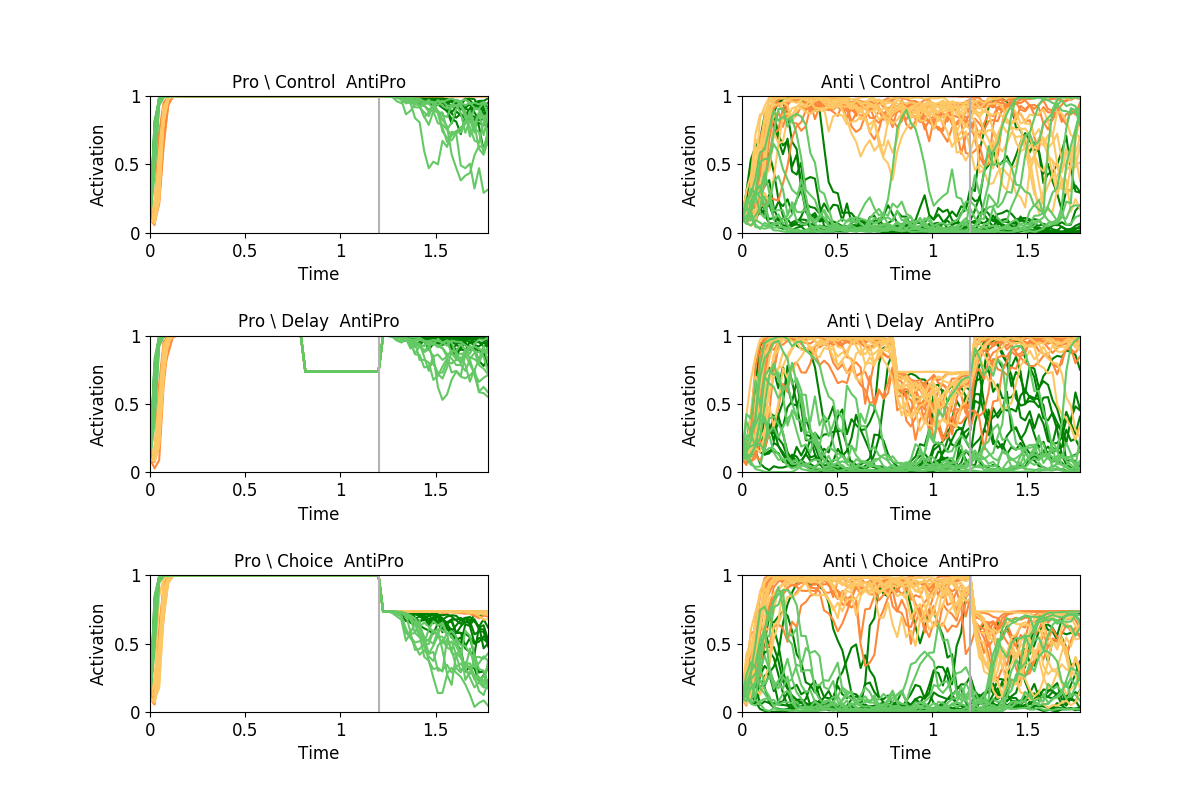 Pro \ Control  AntiPro
Activation
1
0.5
0
0 0.5 1 1.5
Time
Anti \ Control  AntiPro
Activation
1
0.5
0
0 0.5 1 1.5
Time
Pro \ Delay  AntiPro
Activation
1
0.5
0
0 0.5 1 1.5
Time
Anti \ Delay  AntiPro
Activation
1
0.5
0
0 0.5 1 1.5
Time
Pro \ Choice  AntiPro
Activation
1
0.5
0
0 0.5 1 1.5
Time
Anti \ Choice  AntiPro
Activation
1
0.5
0
0 0.5 1 1.5
Time